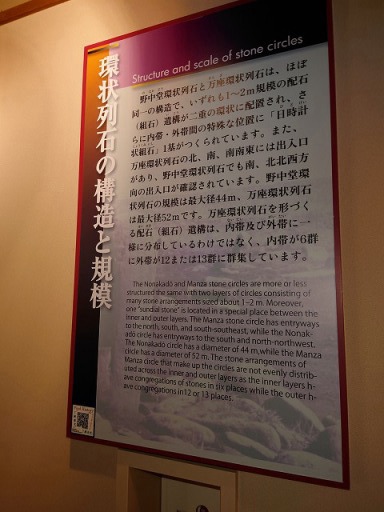 Structure and scale of stone circles
環状列石の構造と規模
野中堂環状列石と万座環状列石は、ほぼ
同一の構造で、いずれも1～2m規模の配石
(組石)遺構が二重の環状に配置され、さ
らに内帯・外帯間の特殊な位置に「日時計
状組石」1基がつくられています。また、
万座環状列石の北、南、南南東には出入口
があり、野中堂環状列石でも南、北北西方
向の出入口が確認されています。野中堂環
状列石の規模は最大径44m、万座環状列石
は最大径52mです。万座環状列石を形づく
る配石(組石)遺構は、内帯及び外帯に一
様に分布しているわけではなく、内帯が6群
に外帯が12または13群に群集しています。
The Nonakado and Manza stone circles are more or less
structured the same with two layers of circles consisting of
many stone arrangements sized about 1-2 m. Moreover,
one "sundial stone" is located in a special place between the
inner and outer layers. The Manza stone circle has entryways
to the north, south, and south-southeast, while the Nonak-
ado circle has entryways to the south and north-northwest.
The Nonakado circle has a diameter of 44 m, while the Manza
circle has a diameter of 52 m. The stone arrangements of
Manza circle that make up the circles are not evenly distrib-
uted across the inner and outer layers as the inner layers h-
ave congregations of stones in six places while the outer h-
ave congregations in 12 or 13 places.